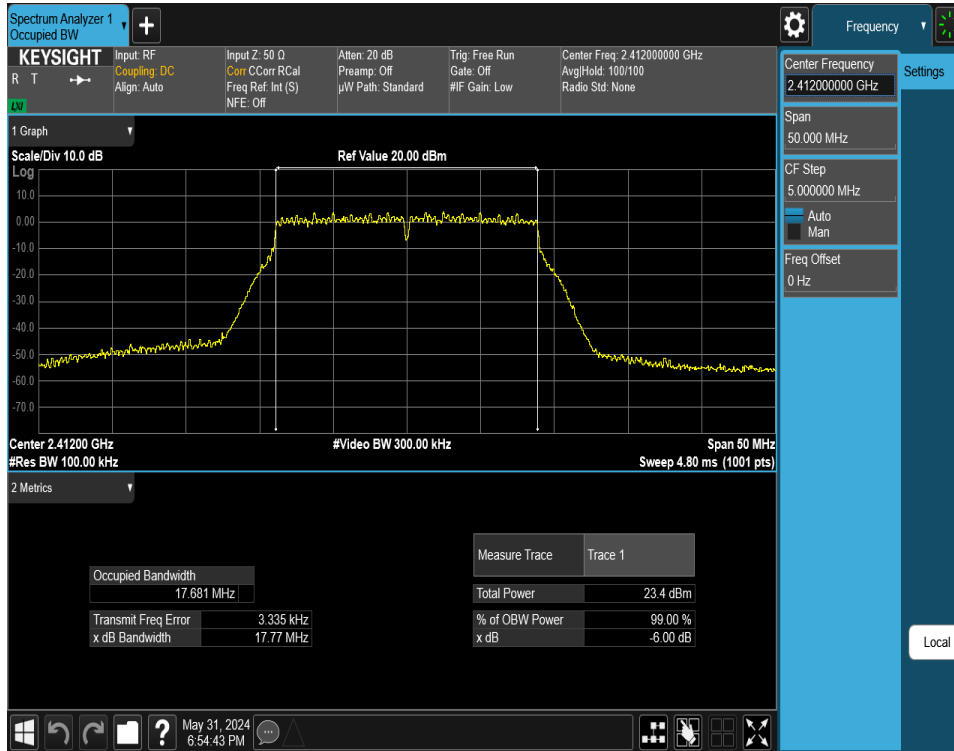 Spectrum Analyzer 1
Occupied BW
+
Frequency
KEYSIGHT
R T
LXI
Input: RF
Coupling: DC
Align: Auto
Input Z: 50 Ω
Corr CCorr RCal
Freq Ref: Int (S)
NFE: Off
Atten: 20 dB
Preamp: Off
µW Path: Standard
Trig: Free Run
Gate: Off
#IF Gain: Low
Center Freq: 2.412000000 GHz
Avg|Hold: 100/100
Radio Std: None
Center Frequency
2.412000000 GHz
Settings
Span
50.000 MHz
CF Step
5.000000 MHz
Auto
Man
Freq Offset
0 Hz
Local
1 Graph
Scale/Div 10.0 dB
Ref Value 20.00 dBm
Log
10.0
0.00
-10.0
-20.0
-30.0
-40.0
-50.0
-60.0
-70.0
Center 2.41200 GHz
#Video BW 300.00 kHz
Span 50 MHz
#Res BW 100.00 kHz
Sweep 4.80 ms (1001 pts)
2 Metrics
Occupied Bandwidth
17.681 MHz
Transmit Freq Error 3.335 kHz
x dB Bandwidth 17.77 MHz
Measure Trace Trace 1
Total Power 23.4 dBm
% of OBW Power 99.00 %
x dB -6.00 dB
?
May 31, 2024
6:54:43 PM